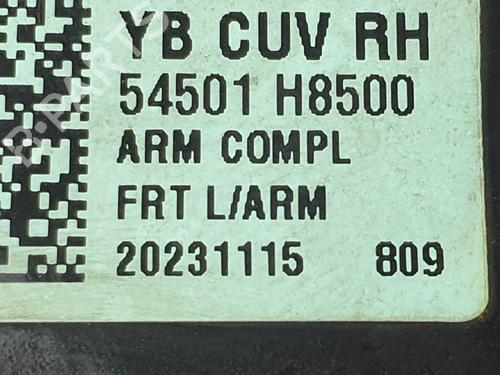 YB CUV RH
54501 H8500
ARM COMPL
FRT L/ARM
20231115 809